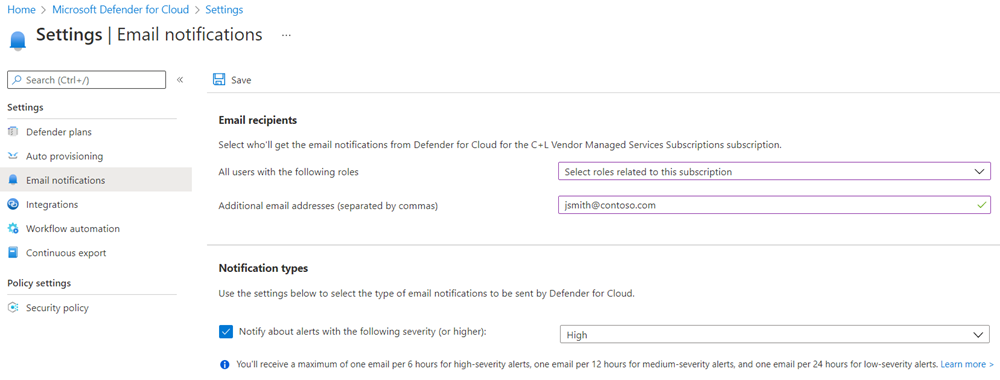 Home > Microsoft Defender for Cloud > Settings
Settings | Email notifications ...
Search (Ctrl+/) «
Settings
Defender plans
Auto provisioning
Email notifications
Integrations
Workflow automation
Continuous export
Policy settings
Security policy
Save
Email recipients
Select who'll get the email notifications from Defender for Cloud for the C+L Vendor Managed Services Subscriptions subscription.
All users with the following roles Select roles related to this subscription
Additional email addresses (separated by commas) jsmith@contoso.com
Notification types
Use the settings below to select the type of email notifications to be sent by Defender for Cloud.
Notify about alerts with the following severity (or higher): High
You'll receive a maximum of one email per 6 hours for high-severity alerts, one email per 12 hours for medium-severity alerts, and one email per 24 hours for low-severity alerts. Learn more >